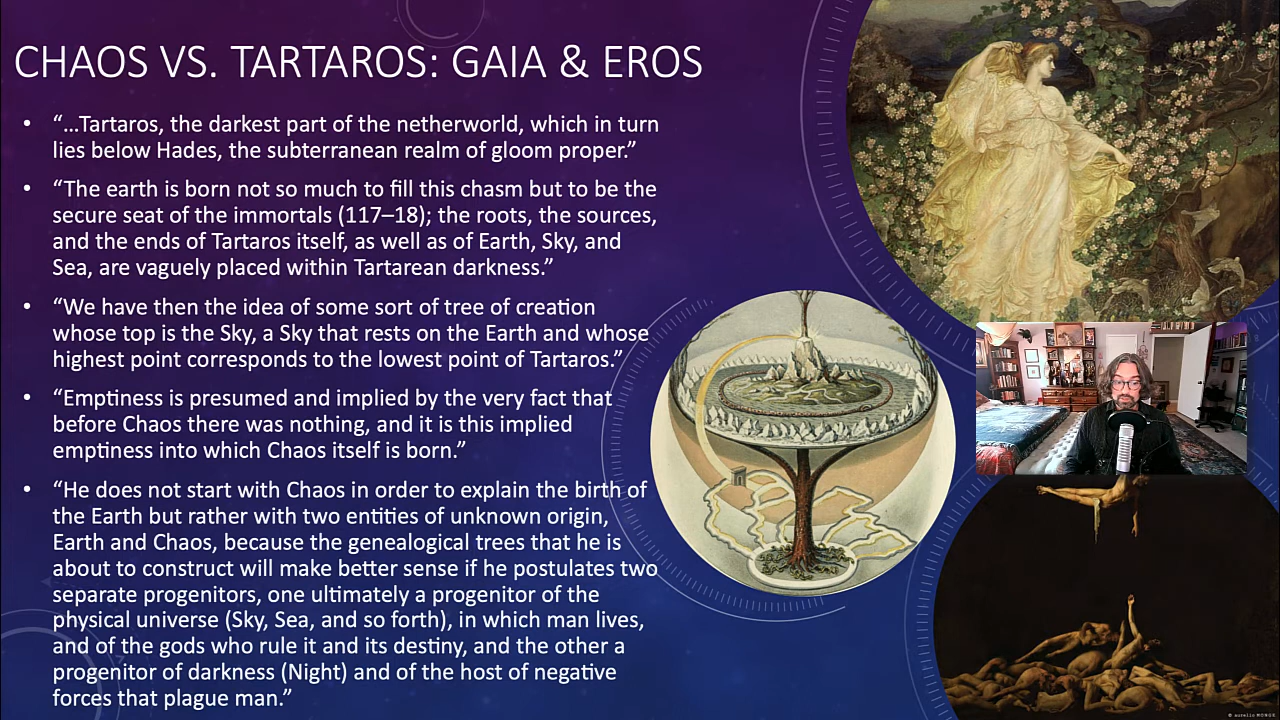 CHAOS VS. TARTAROS: GAIA & EROS
• “…Tartaros, the darkest part of the netherworld, which in turn
lies below Hades, the subterranean realm of gloom proper.”
• “The earth is born not so much to fill this chasm but to be the
secure seat of the immortals (117–18); the roots, the sources,
and the ends of Tartaros itself, as well as of Earth, Sky, and
Sea, are vaguely placed within Tartarean darkness.”
• “We have then the idea of some sort of tree of creation
whose top is the Sky, a Sky that rests on the Earth and whose
highest point corresponds to the lowest point of Tartaros.”
• “Emptiness is presumed and implied by the very fact that
before Chaos there was nothing, and it is this implied
emptiness into which Chaos itself is born.”
• “He does not start with Chaos in order to explain the birth of
the Earth but rather with two entities of unknown origin,
Earth and Chaos, because the genealogical trees that he is
about to construct will make better sense if he postulates two
separate progenitors, one ultimately a progenitor of the
physical universe (Sky, Sea, and so forth), in which man lives,
and of the gods who rule it and its destiny, and the other a
progenitor of darkness (Night) and of the host of negative
forces that plague man.”
© aurelio MONGE